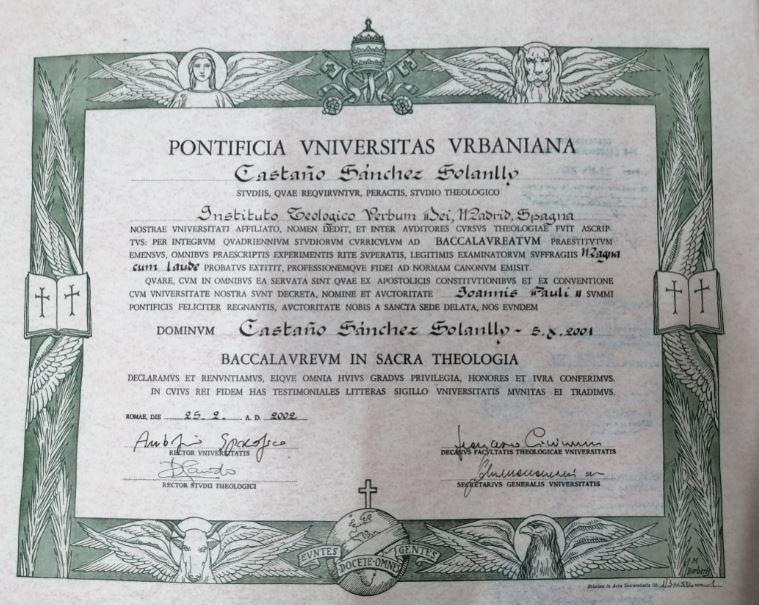 PONTIFICIA VNIVERSITAS VRBANIANA
Castaño Sánchez Solanlly
STVDIIS, QVAE REQVIRVNTVR, PERACTIS, STVDIO THEOLOGICO
Instituto Teologico Verbum Dei, Madrid, Spagna
NOSTRAE VNIVERSITATI AFFILIATO, NOMEN DEDIT, ET INTER AVDITORES CVRSVS THEOLOGIAE FVIT ASCRIP-
TVS: PER INTEGRVM QVADRIENNIVM STVDIORVM CVRRICVLVM AD BACCALAVREATVM PRAESTITVTVM
EMENSVS, OMNIBVS PRAESCRIPTIS EXPERIMENTIS RITE SVPERATIS, LEGITIMIS EXAMINATORVM SVFFRAGIIS Magna
cum laude PROBATVS EXTITIT, PROFESSIONEMQVE FIDEI AD NORMAM CANONVM EMISIT.
QVARE, CVM IN OMNIBVS EA SERVATA SINT QVAE EX APOSTOLICIS CONSTITVTIONIBVS ET EX CONVENTIONE
CVM VNIVERSITATE NOSTRA SVNT DECRETA, NOMINE ET AVCTORITATE Joannis Pauli II SVMMI
PONTIFICIS FELICITER REGNANTIS, AVCTORITATE NOBIS A SANCTA SEDE DELATA, NOS EVNDEM
DOMINVM Castaño Sánchez Solanlly - 5.X.2001
BACCALAVREVM IN SACRA THEOLOGIA
DECLARAMVS ET RENVNTIAMVS, EIQVE OMNIA HVIVS GRADVS PRIVILEGIA, HONORES ET IVRA CONFERIMVS.
IN CVIVS REI FIDEM HAS TESTIMONIALES LITTERAS SIGILLO VNIVERSITATIS MVNITAS EI TRADIMVS.
ROMAE, DIE 25. 2. A. D. 2002
RECTOR VNIVERSITATIS
DECANVS FACVLTATIS THEOLOGICAE VNIVERSITATIS
RECTOR STVDII THEOLOGICI
SECRETARIVS GENERALIS VNIVERSITATIS
EVNTES DOCETE OMNES GENTES
Relatum in Acta Universitatis